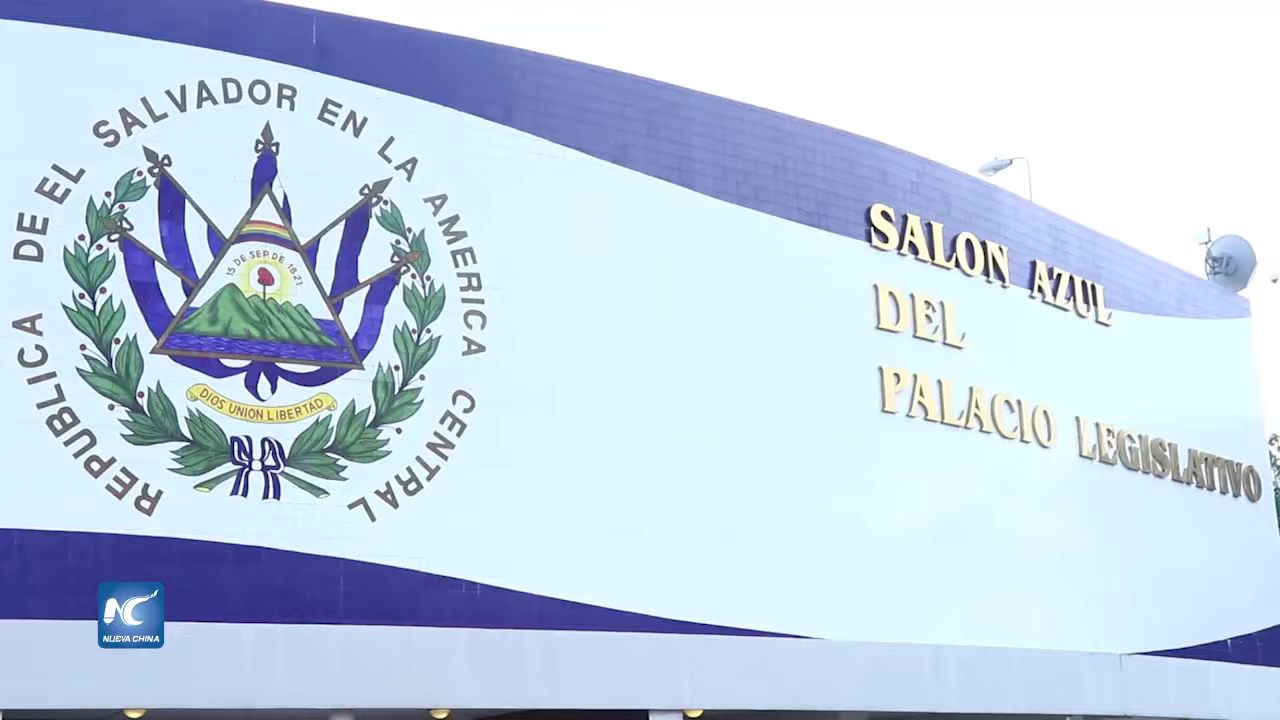 REPUBLICA DE EL SALVADOR EN LA AMERICA CENTRAL
15 DE SEP. DE 1821
DIOS UNION LIBERTAD
SALON AZUL
DEL
PALACIO LEGISLATIVO
NC
NUEVA CHINA